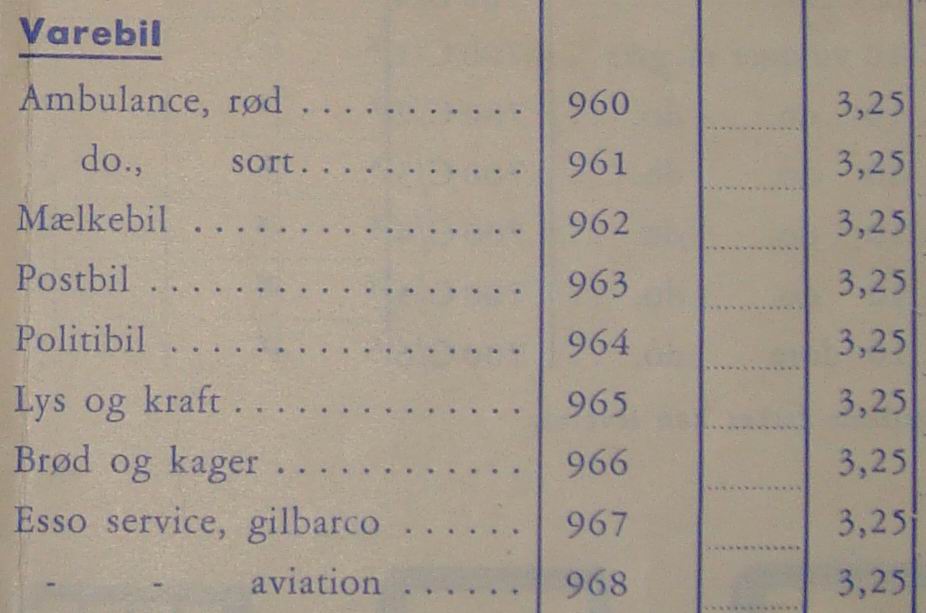 Varebil
Ambulance, rød ............ 960 3,25
do., sort ............ 961 3,25
Mælkebil ................. 962 3,25
Postbil ................... 963 3,25
Politibil .................. 964 3,25
Lys og kraft ............... 965 3,25
Brød og kager ............. 966 3,25
Esso service, gilbarco ...... 967 3,25
- - aviation ...... 968 3,25